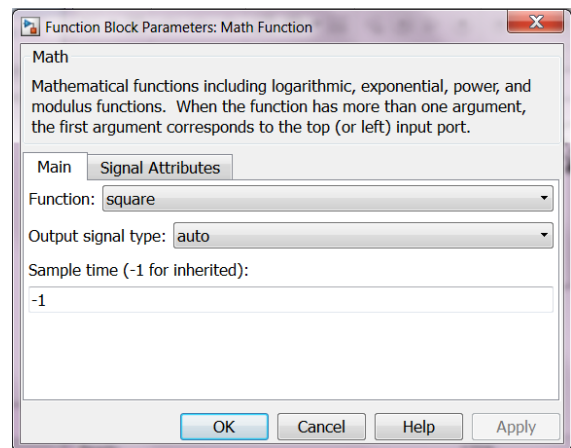 Function Block Parameters: Math Function
Math
Mathematical functions including logarithmic, exponential, power, and
modulus functions. When the function has more than one argument,
the first argument corresponds to the top (or left) input port.
Main Signal Attributes
Function: square
Output signal type: auto
Sample time (-1 for inherited):
-1
OK Cancel Help Apply